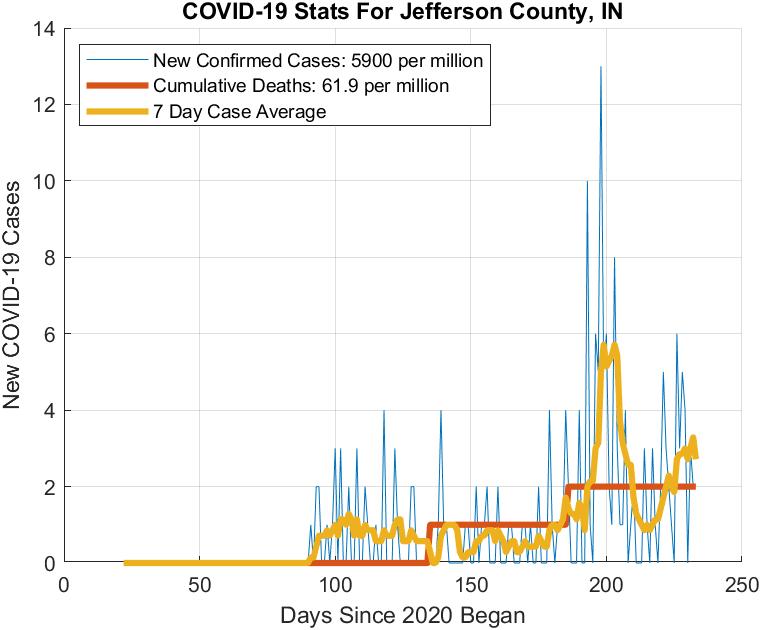 COVID-19 Stats For Jefferson County, IN
New Confirmed Cases: 5900 per million
Cumulative Deaths: 61.9 per million
7 Day Case Average
New COVID-19 Cases
14
12
10
8
6
4
2
0
0 50 100 150 200 250
Days Since 2020 Began